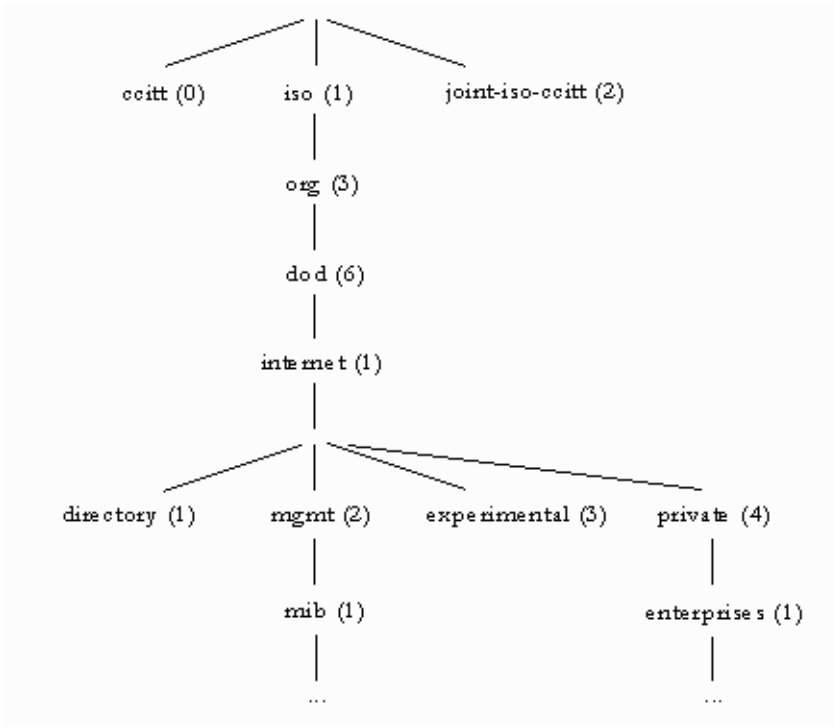 ccitt (0) iso (1) joint-iso-ccitt (2)
org (3)
dod (6)
internet (1)
directory (1) mgmt (2) experimental (3) private (4)
mib (1) enterprises (1)
... ...